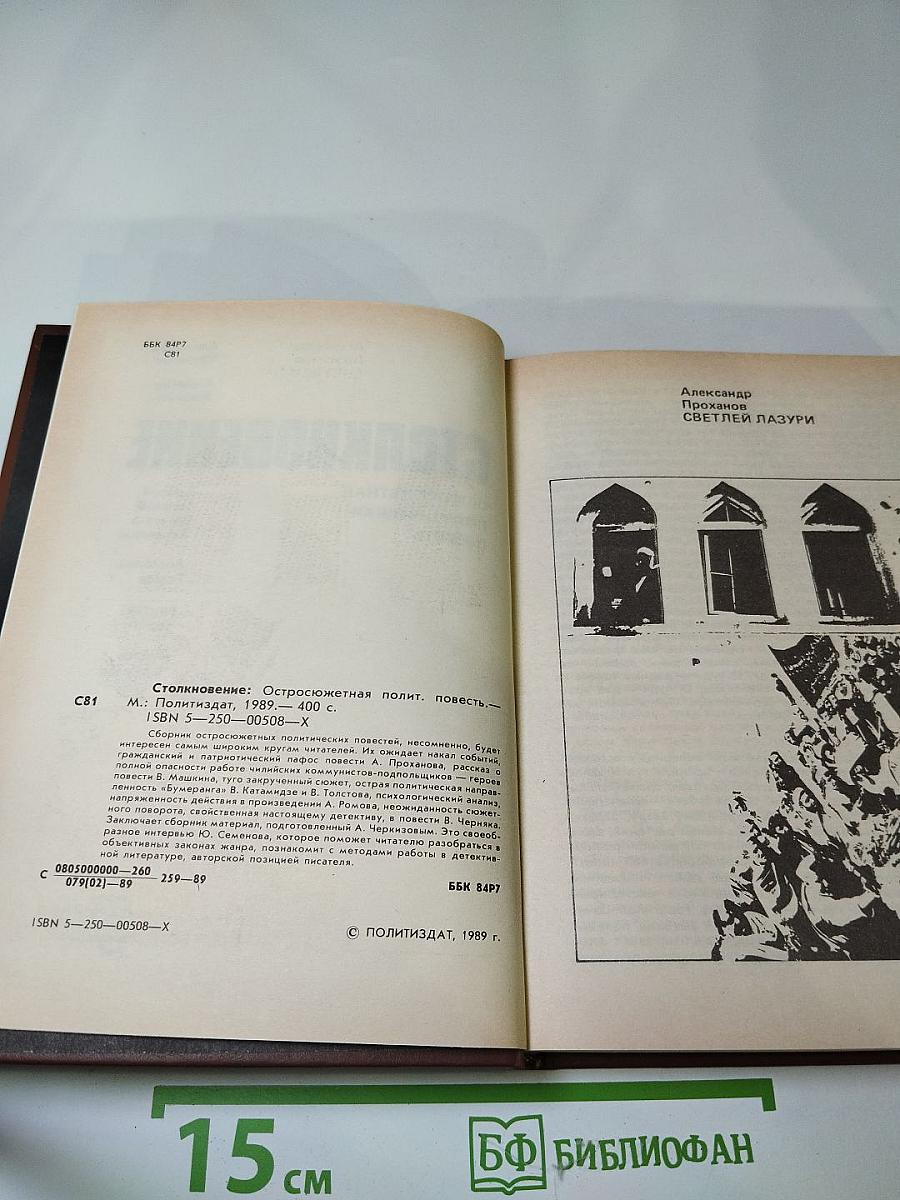 ББК 84Р7
С81
Столкновение: Остросюжетная полит. повесть.—
С81 М.: Политиздат, 1989.— 400 с.
ISBN 5—250—00508—X
Сборник остросюжетных политических повестей, несомненно, будет
интересен самым широким кругам читателей. Их ожидает накал событий,
гражданский и патриотический пафос повести А. Проханова, рассказ о
полной опасности работе чилийских коммунистов-подпольщиков — героев
повести В. Машкина, туго закрученный сюжет, острая политическая направ-
ленность «Бумеранга» В. Катамидзе и В. Толстова, психологический анализ,
напряженность действия в произведении А. Ромова, неожиданность сюжет-
ного поворота, свойственная настоящему детективу, в повести В. Черняка.
Заключает сборник материал, подготовленный А. Черкизовым. Это своеоб-
разное интервью Ю. Семенова, которое поможет читателю разобраться в
объективных законах жанра, познакомит с методами работы в детектив-
ной литературе, авторской позицией писателя.
С 0805000000—260
079(02)—89 259—89
ББК 84Р7
ISBN 5—250—00508—X
© ПОЛИТИЗДАТ, 1989 г.
Александр
Проханов
СВЕТЛЕЙ ЛАЗУРИ
15 см
БФ БИБЛИОФАН